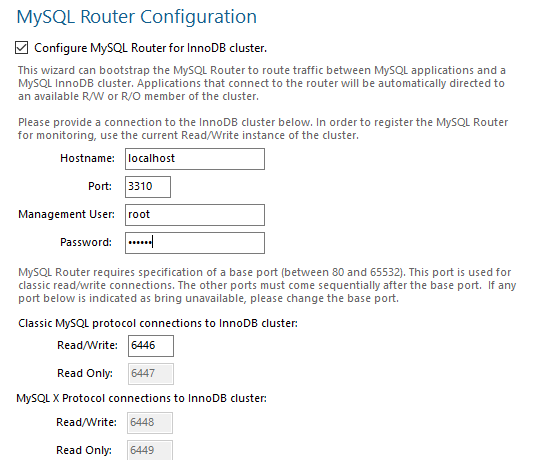 MySQL Router Configuration
Configure MySQL Router for InnoDB cluster.
This wizard can bootstrap the MySQL Router to route traffic between MySQL applications and a
MySQL InnoDB cluster. Applications that connect to the router will be automatically directed to
an available R/W or R/O member of the cluster.
Please provide a connection to the InnoDB cluster below. In order to register the MySQL Router
for monitoring, use the current Read/Write instance of the cluster.
Hostname: localhost
Port: 3310
Management User: root
Password: ••••••
MySQL Router requires specification of a base port (between 80 and 65532). This port is used for
classic read/write connections. The other ports must come sequentially after the base port.  If any
port below is indicated as bring unavailable, please change the base port.
Classic MySQL protocol connections to InnoDB cluster:
Read/Write: 6446
Read Only: 6447
MySQL X Protocol connections to InnoDB cluster:
Read/Write: 6448
Read Only: 6449